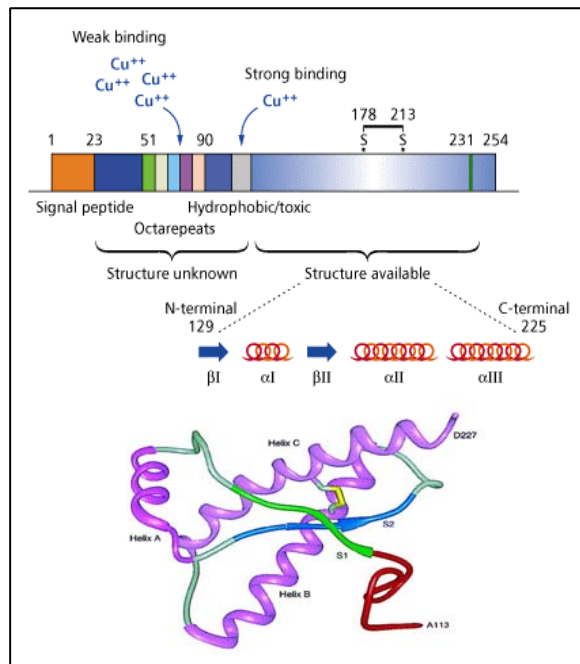 Weak binding
Cu++
Cu++ Cu++
Cu++
Strong binding
Cu++
178 213
S S
1 23 51 90 231 254
Signal peptide
Hydrophobic/toxic
Octarepeats
Structure unknown
Structure available
N-terminal
129
C-terminal
225
βI αI βII αII αIII
Helix C
D227
Helix A
S2
S1
Helix B
A113